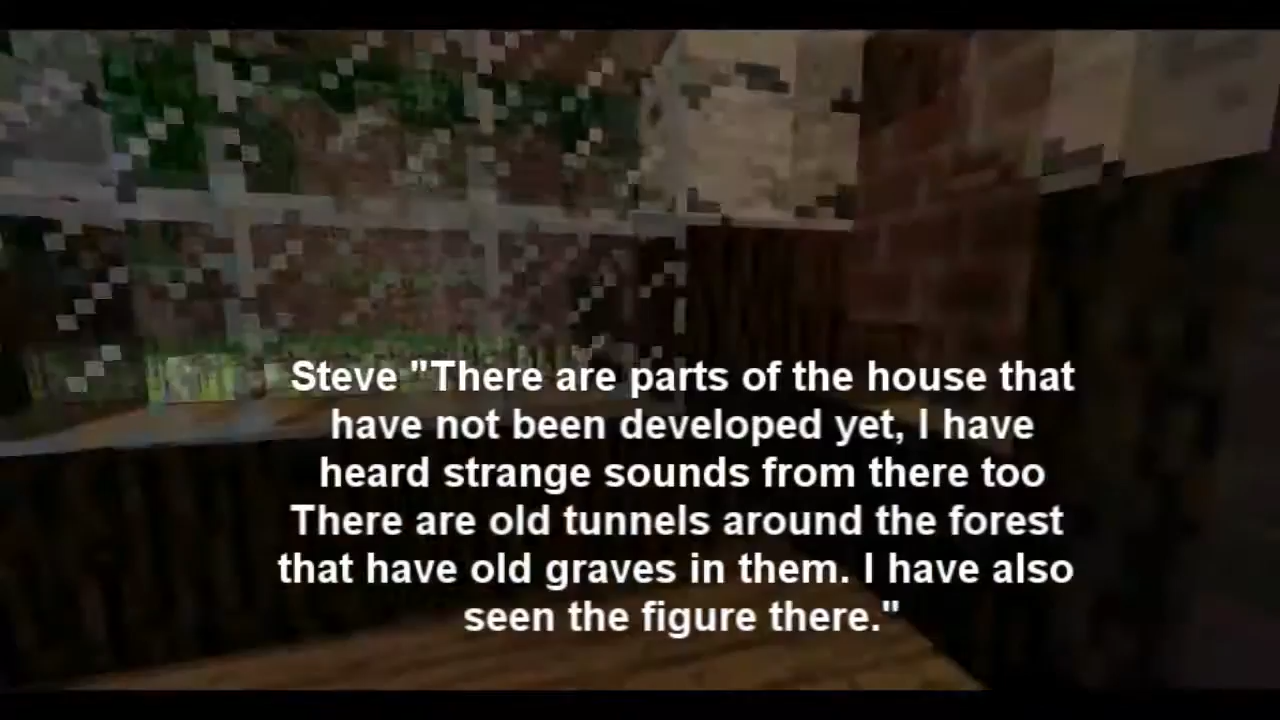 Steve "There are parts of the house that
have not been developed yet, I have
heard strange sounds from there too
There are old tunnels around the forest
that have old graves in them. I have also
seen the figure there."